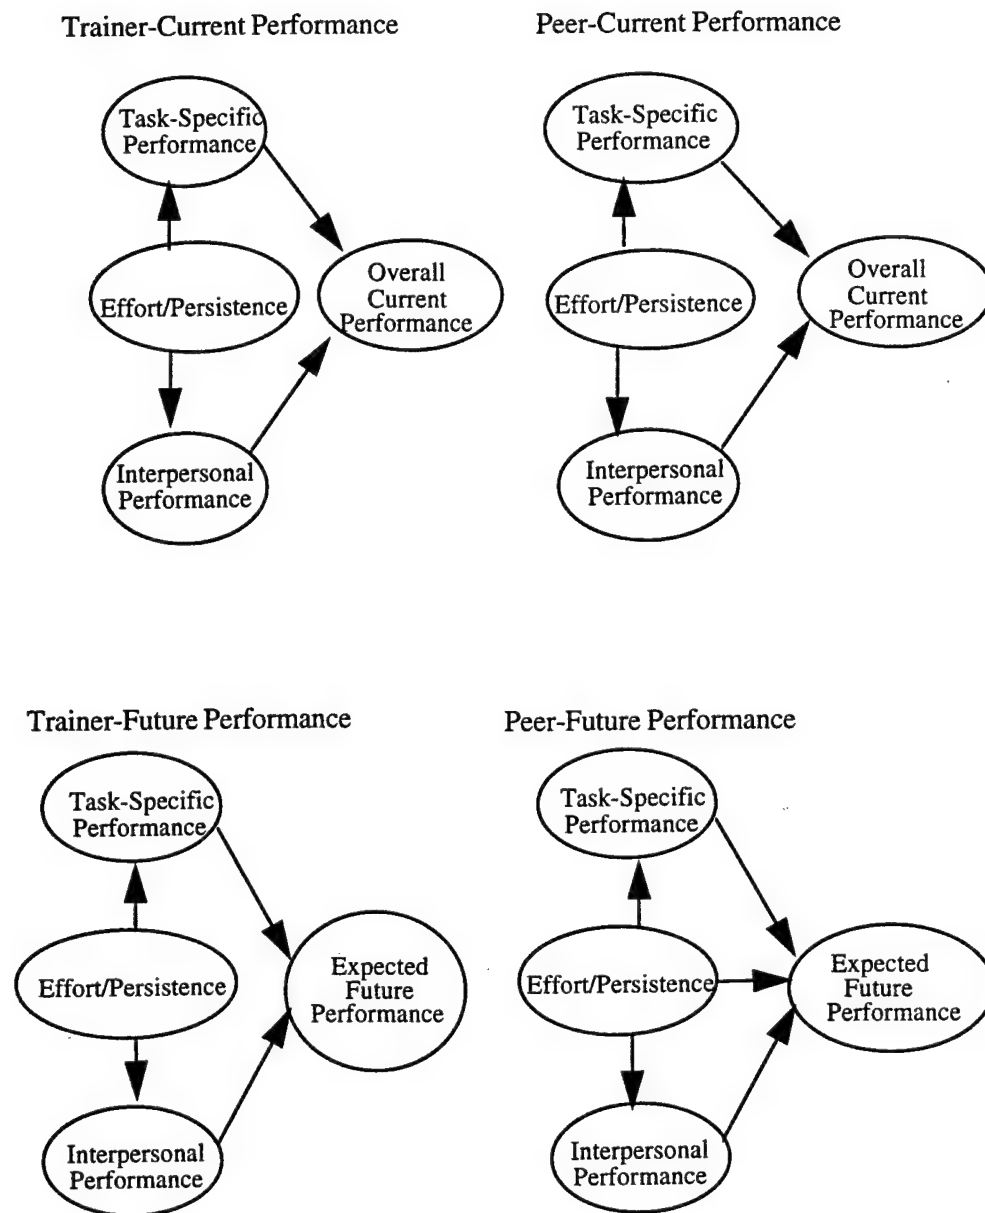 Trainer-Current Performance
Task-Specific
Performance
Effort/Persistence
Overall
Current
Performance
Interpersonal
Performance
Peer-Current Performance
Task-Specific
Performance
Effort/Persistence
Overall
Current
Performance
Interpersonal
Performance
Trainer-Future Performance
Task-Specific
Performance
Effort/Persistence
Expected
Future
Performance
Interpersonal
Performance
Peer-Future Performance
Task-Specific
Performance
Effort/Persistence
Expected
Future
Performance
Interpersonal
Performance